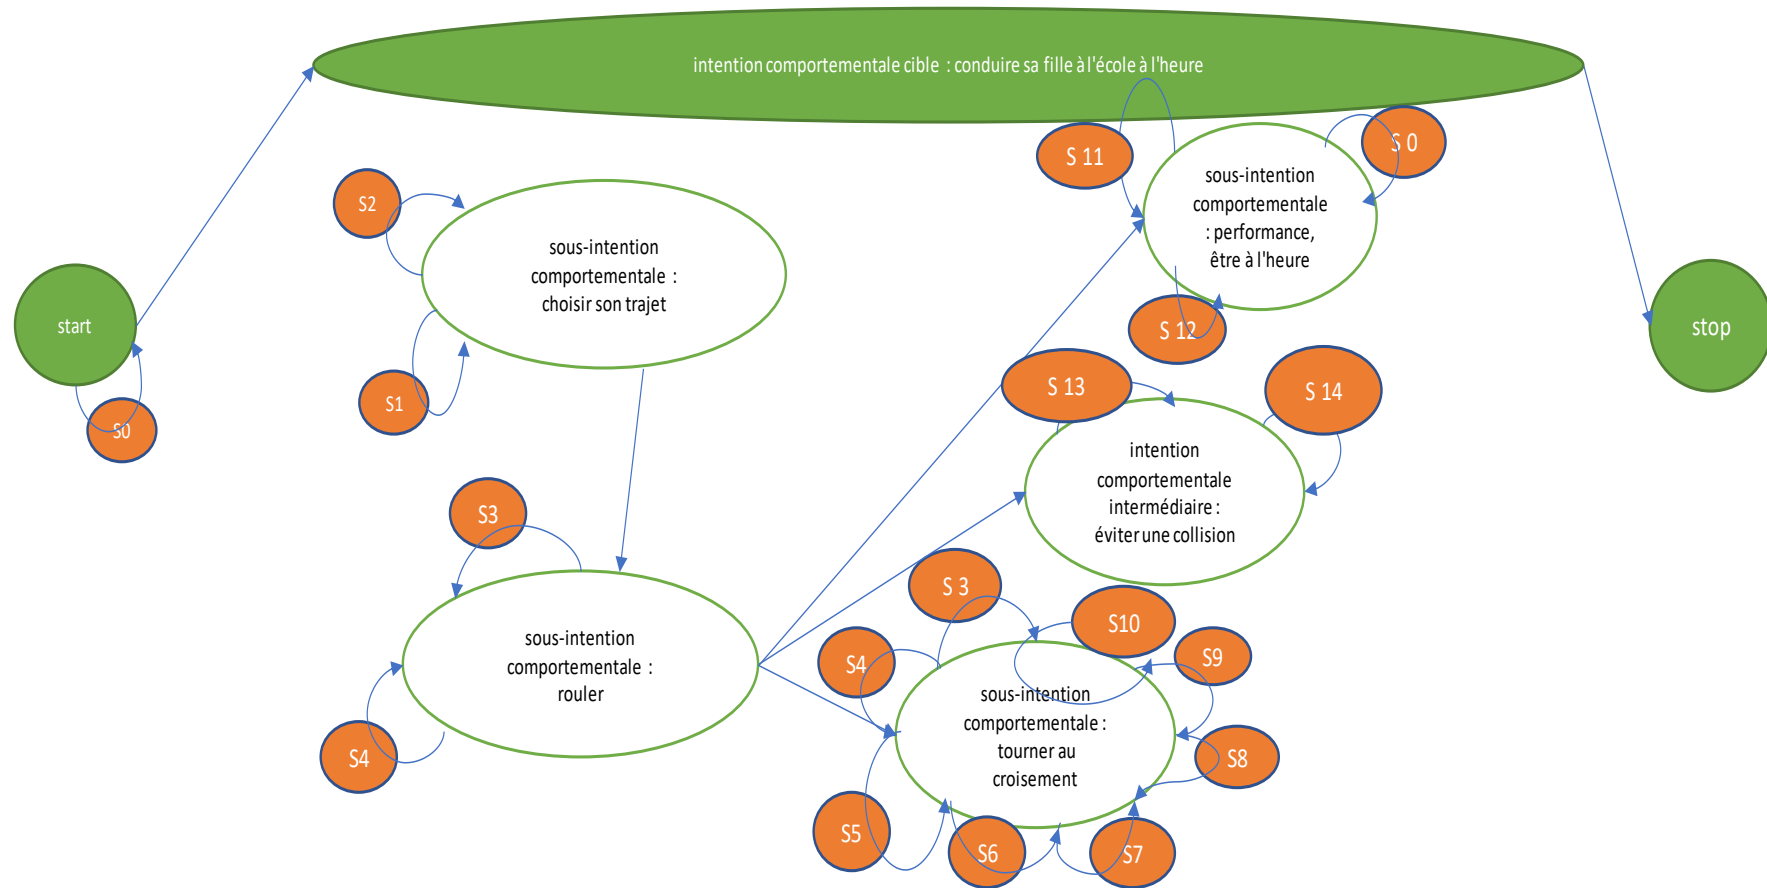 intention comportementale cible : conduire sa fille à l'école à l'heure
S 11
S 0
sous-intention
comportementale
: performance,
être à l'heure
S2
sous-intention
comportementale :
choisir son trajet
start
stop
S 12
S1
S0
S 13
S 14
intention
comportementale
intermédiaire :
éviter une collision
S3
S 3
S10
sous-intention
comportementale :
rouler
S4
S9
sous-intention
comportementale :
tourner au
croisement
S4
S8
S5
S6
S7